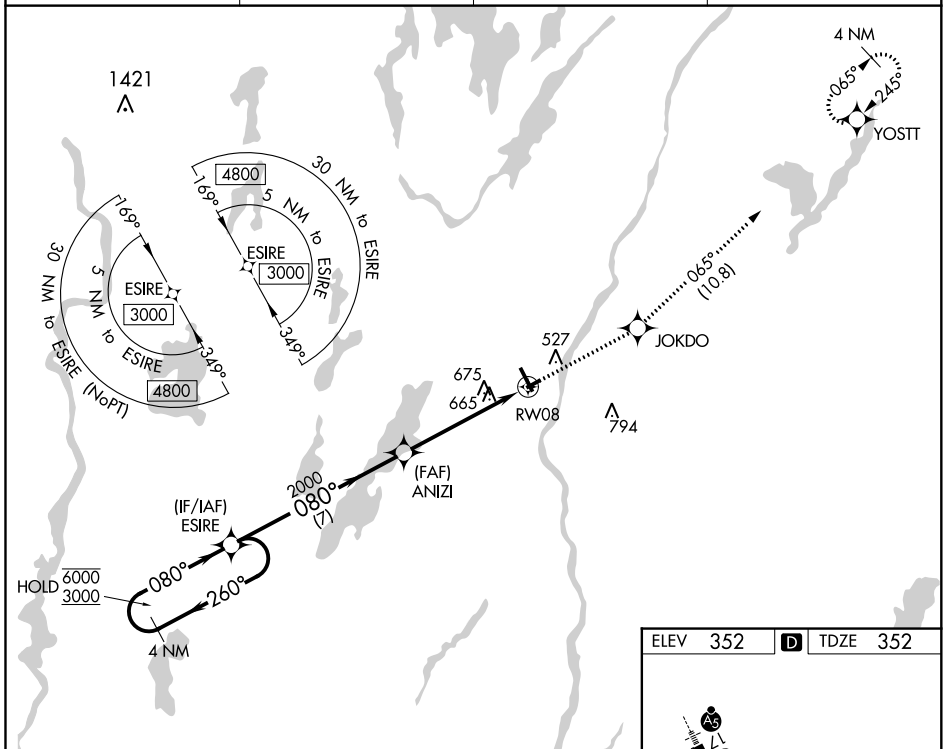 1421
4 NM
065°
245°
YOSTT
4800
169°
30 NM to ESIRE
5 NM to ESIRE
ESIRE
3000
349°
169°
30 NM to ESIRE (NoPT)
5 NM to ESIRE
ESIRE
3000
349°
4800
065°
(10.8)
JOKDO
527
675
665
RW08
794
(FAF)
ANIZI
2000
080°
(7)
(IF/IAF)
ESIRE
HOLD 6000
3000
080°
260°
4 NM
ELEV 352 D TDZE 352
A5
17